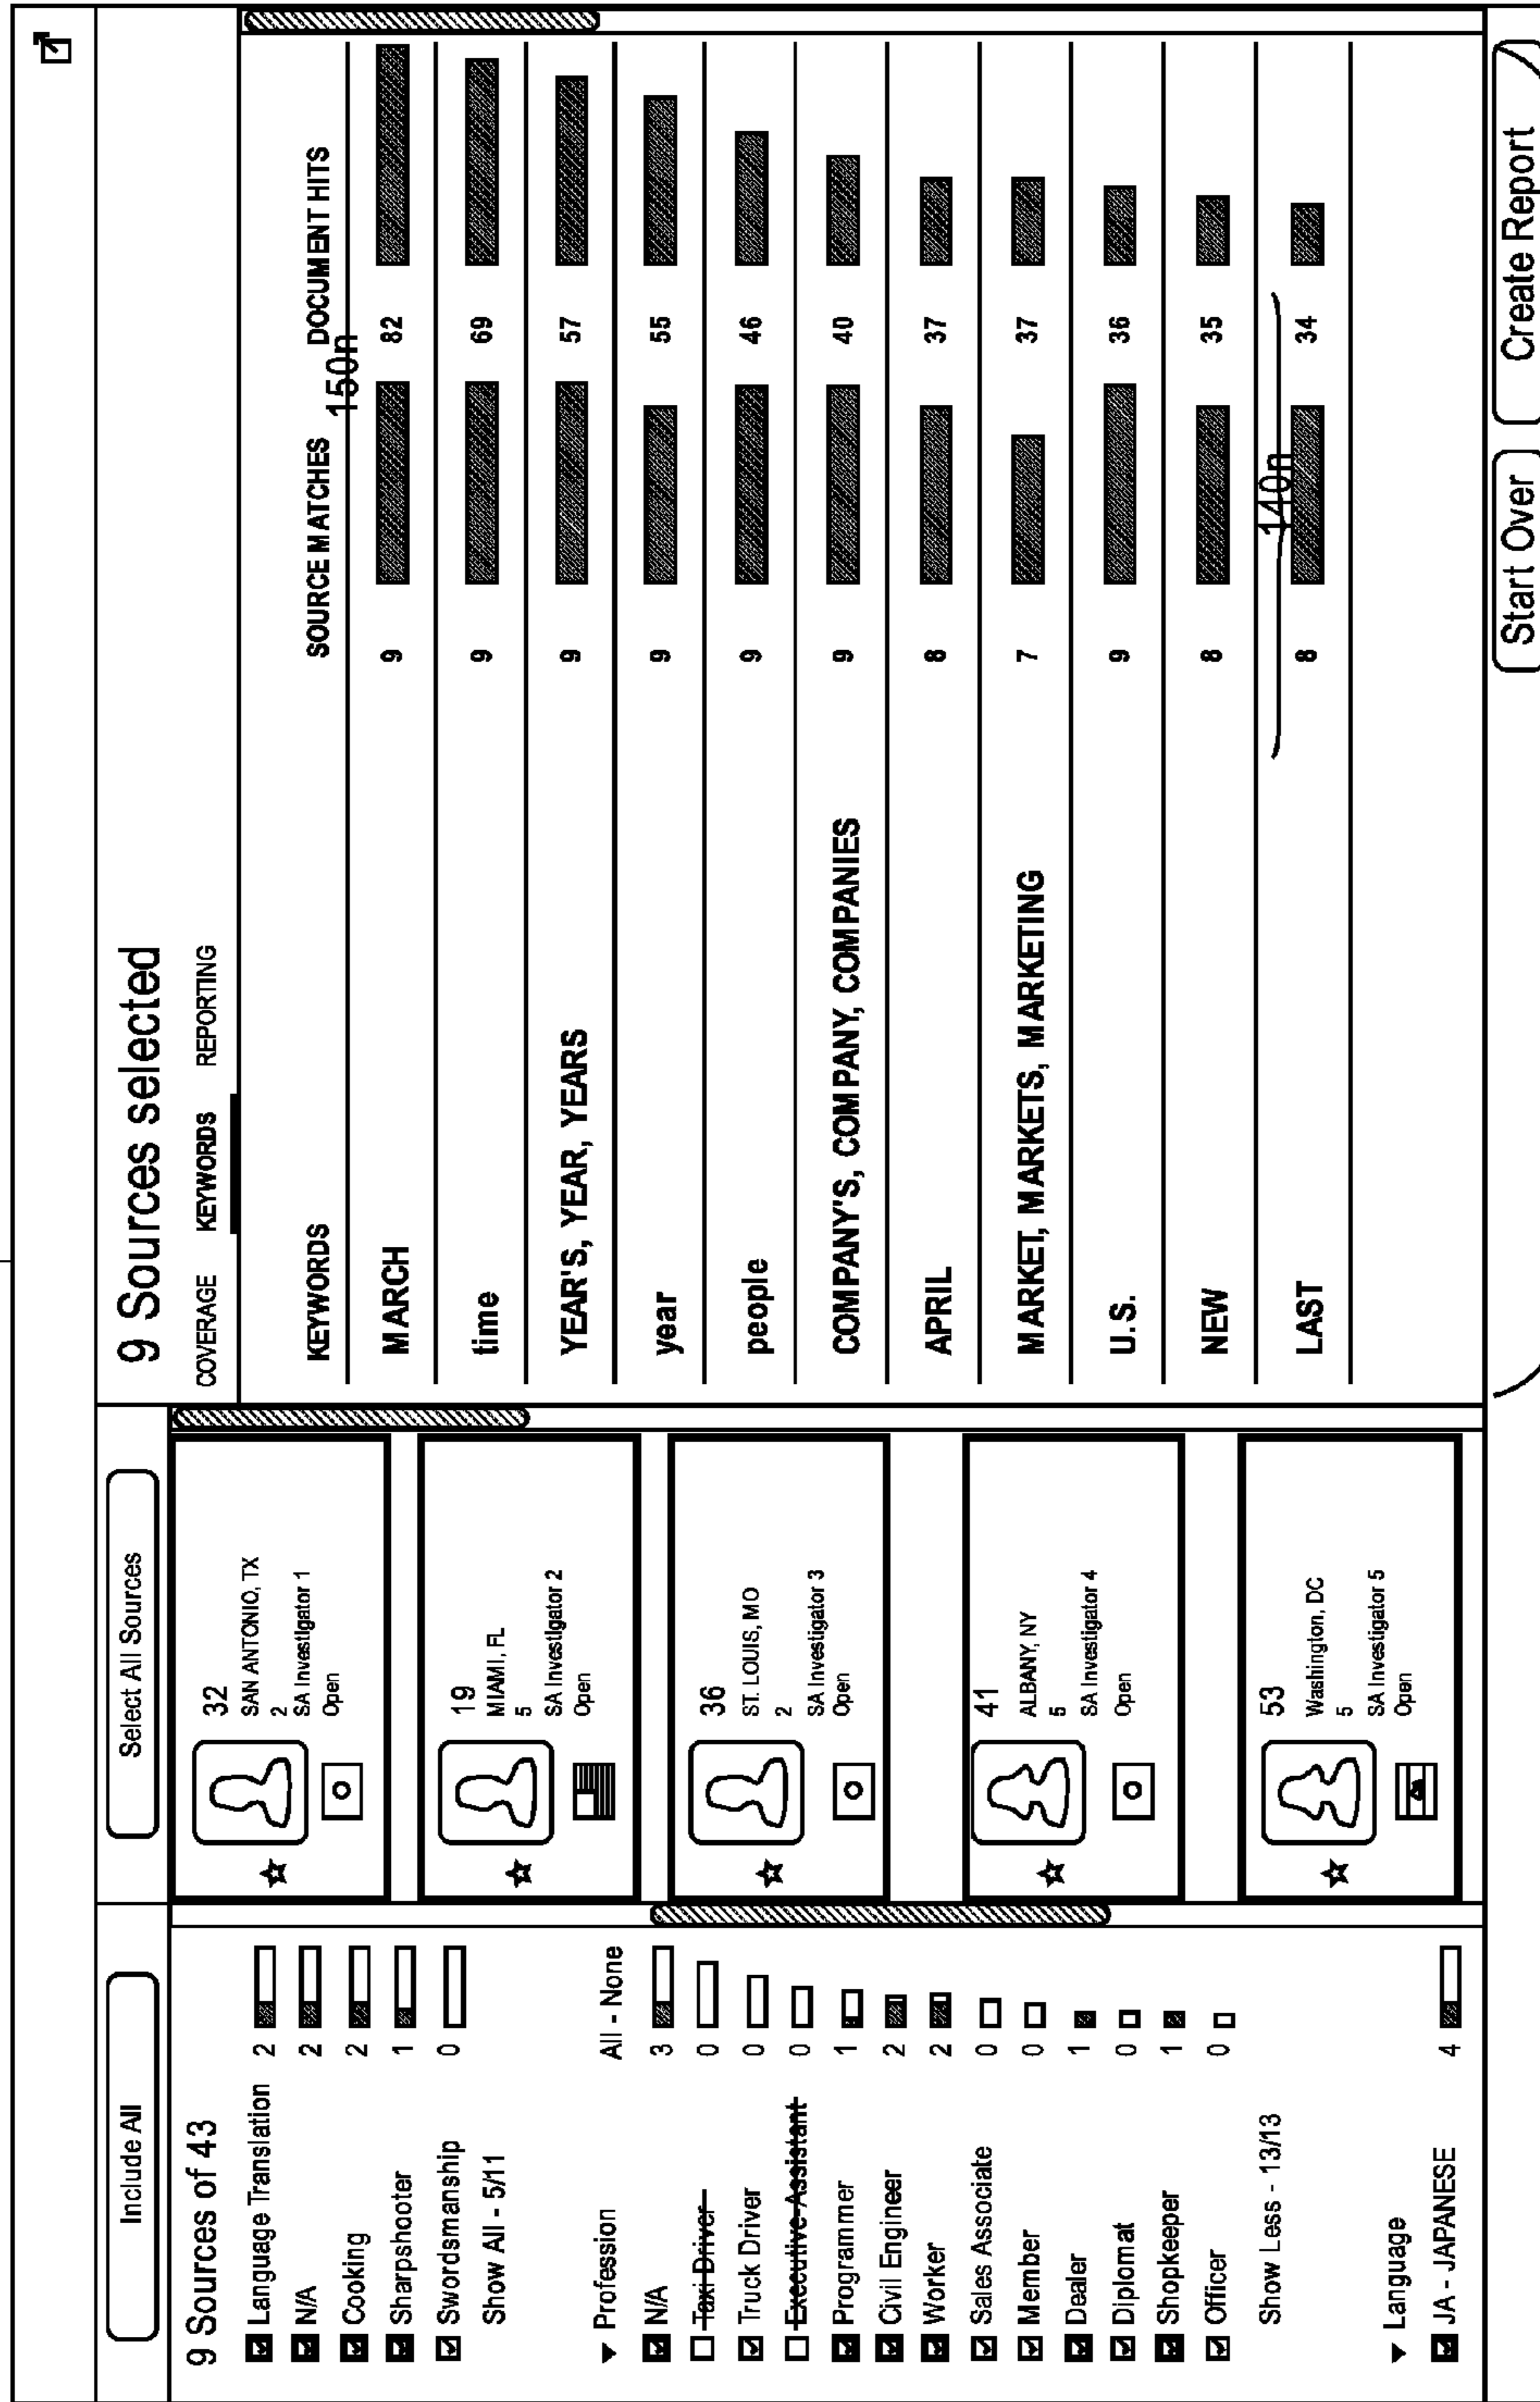 Include All
9 Sources of 43
Language Translation 2
N/A 2
Cooking 2
Sharpshooter 1
Swordsmanship 0
Show All - 5/11
Profession All - None
N/A 3
Taxi Driver 0
Truck Driver 0
Executive Assistant 0
Programmer 1
Civil Engineer 2
Worker 2
Sales Associate 0
Member 0
Dealer 1
Diplomat 0
Shopkeeper 1
Officer 0
Show Less - 13/13
Language
JA - JAPANESE 4
Select All Sources
32
SAN ANTONIO, TX
2
SA Investigator 1
Open
19
MIAMI, FL
5
SA Investigator 2
Open
36
ST. LOUIS, MO
2
SA Investigator 3
Open
41
ALBANY, NY
5
SA Investigator 4
Open
53
Washington, DC
5
SA Investigator 5
Open
9 Sources selected
COVERAGE KEYWORDS REPORTING
KEYWORDS SOURCE MATCHES DOCUMENT HITS
150n
MARCH 9 82
time 9 69
YEAR'S, YEAR, YEARS 9 57
year 9 55
people 9 46
COMPANY'S, COMPANY, COMPANIES 9 40
APRIL 8 37
MARKET, MARKETS, MARKETING 7 37
U.S. 9 36
NEW 8 35
140n
LAST 8 34
Start Over Create Report